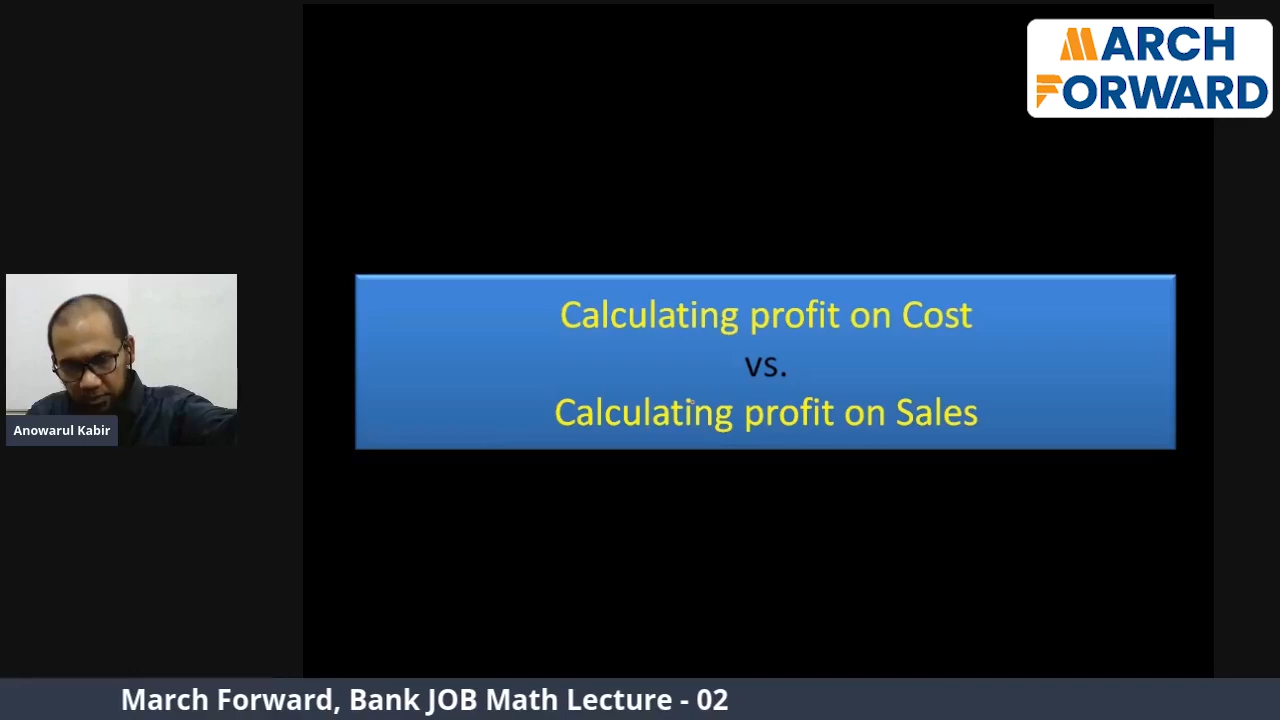 MARCH
FORWARD
Calculating profit on Cost
vs.
Calculating profit on Sales
Anowarul Kabir
March Forward, Bank JOB Math Lecture - 02